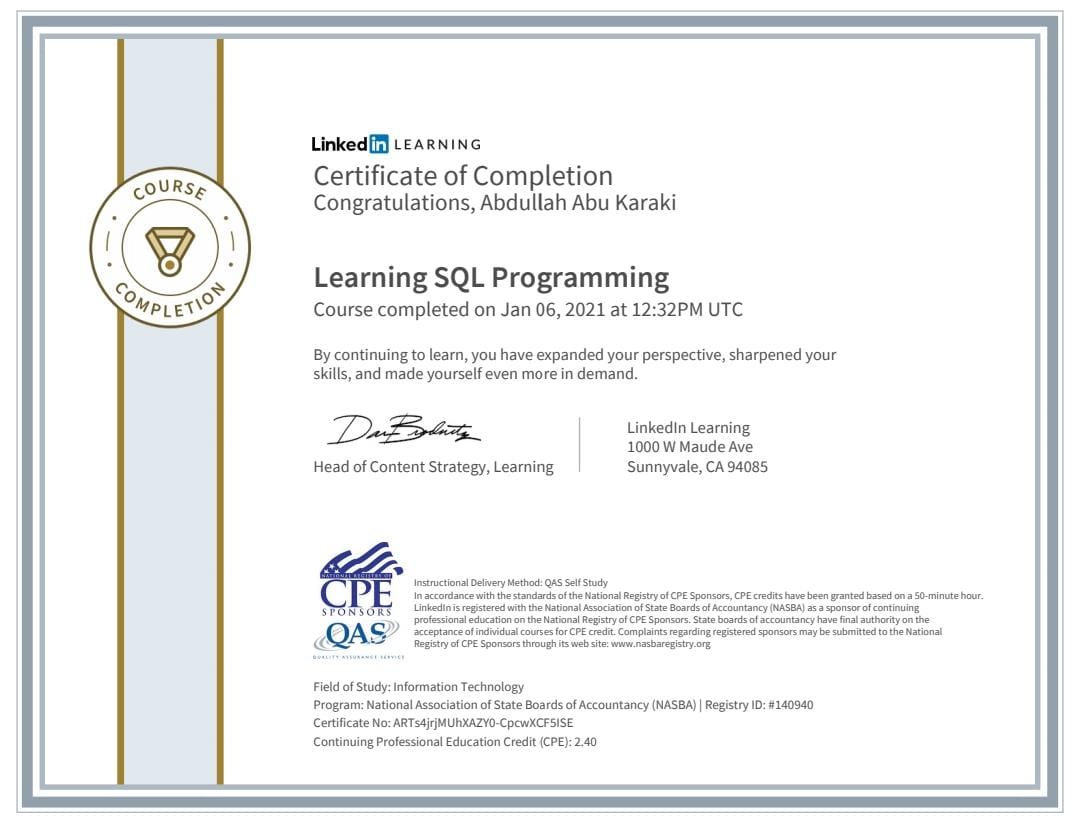 COURSE
COMPLETION
Linkedin LEARNING
Certificate of Completion
Congratulations, Abdullah Abu Karaki
Learning SQL Programming
Course completed on Jan 06, 2021 at 12:32PM UTC
By continuing to learn, you have expanded your perspective, sharpened your
skills, and made yourself even more in demand.
Head of Content Strategy, Learning
LinkedIn Learning
1000 W Maude Ave
Sunnyvale, CA 94085
NATIONAL REGISTRY OF
CPE
SPONSORS
QAS
QUALITY ASSURANCE SERVICE
Instructional Delivery Method: QAS Self Study
In accordance with the standards of the National Registry of CPE Sponsors, CPE credits have been granted based on a 50-minute hour.
LinkedIn is registered with the National Association of State Boards of Accountancy (NASBA) as a sponsor of continuing
professional education on the National Registry of CPE Sponsors. State boards of accountancy have final authority on the
acceptance of individual courses for CPE credit. Complaints regarding registered sponsors may be submitted to the National
Registry of CPE Sponsors through its web site: www.nasbaregistry.org
Field of Study: Information Technology
Program: National Association of State Boards of Accountancy (NASBA) | Registry ID: #140940
Certificate No: ARTs4jrjMUhXAZY0-CpcwXCF5ISE
Continuing Professional Education Credit (CPE): 2.40